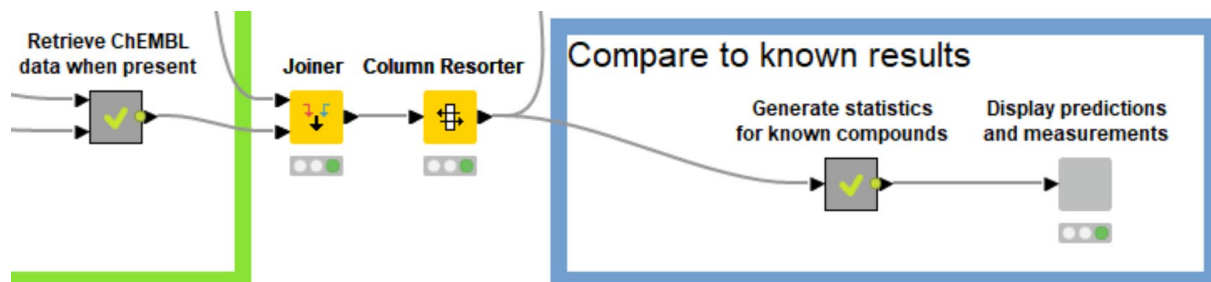 Retrieve ChEMBL
data when present
Joiner
Column Resorter
Compare to known results
Generate statistics
for known compounds
Display predictions
and measurements